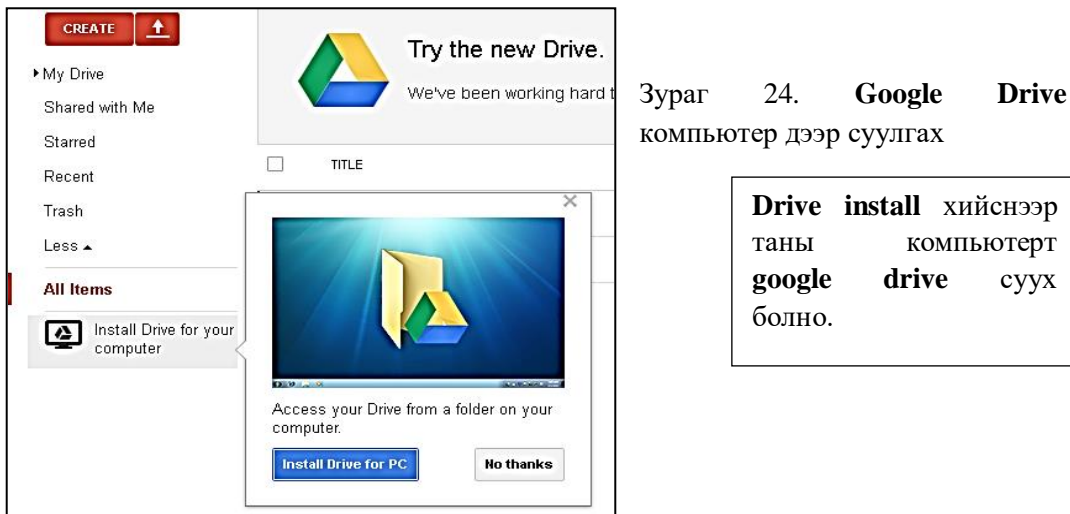 CREATE
My Drive
Shared with Me
Starred
Recent
Trash
Less
All Items
Install Drive for your
computer
Try the new Drive.
We've been working hard t
TITLE
Access your Drive from a folder on your
computer.
Install Drive for PC
No thanks
Зураг 24. Google Drive
компьютер дээр суулгах
Drive install хийснээр
таны компьютерт
google drive суух
болно.